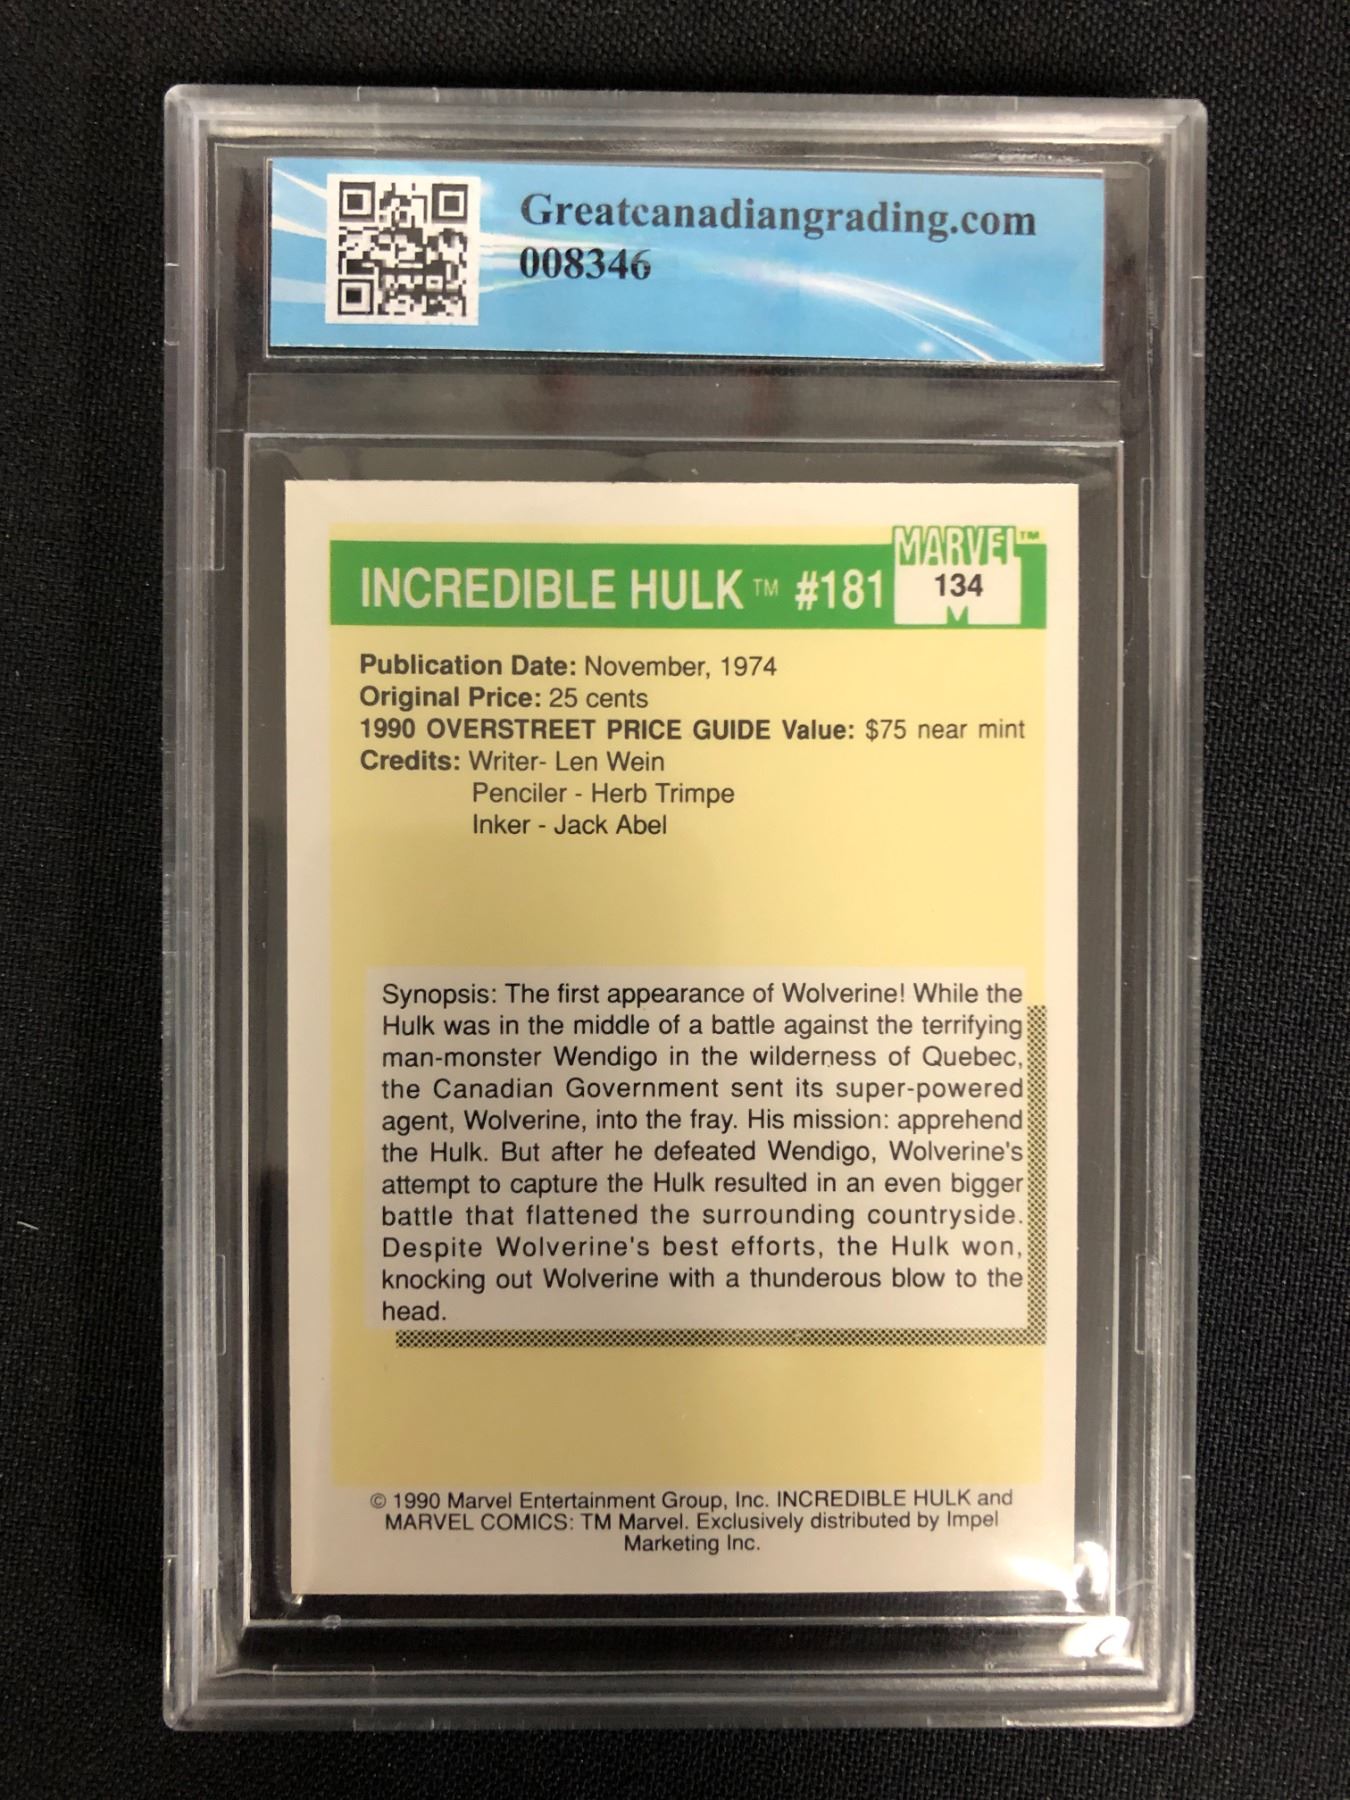 Greatcanadiangrading.com
008346
MARVEL™
INCREDIBLE HULK™ #181
134
Publication Date: November, 1974
Original Price: 25 cents
1990 OVERSTREET PRICE GUIDE Value: $75 near mint
Credits: Writer- Len Wein
Penciler - Herb Trimpe
Inker - Jack Abel
Synopsis: The first appearance of Wolverine! While the
Hulk was in the middle of a battle against the terrifying
man-monster Wendigo in the wilderness of Quebec,
the Canadian Government sent its super-powered
agent, Wolverine, into the fray. His mission: apprehend
the Hulk. But after he defeated Wendigo, Wolverine's
attempt to capture the Hulk resulted in an even bigger
battle that flattened the surrounding countryside.
Despite Wolverine's best efforts, the Hulk won,
knocking out Wolverine with a thunderous blow to the
head.
© 1990 Marvel Entertainment Group, Inc. INCREDIBLE HULK and
MARVEL COMICS: TM Marvel. Exclusively distributed by Impel
Marketing Inc.